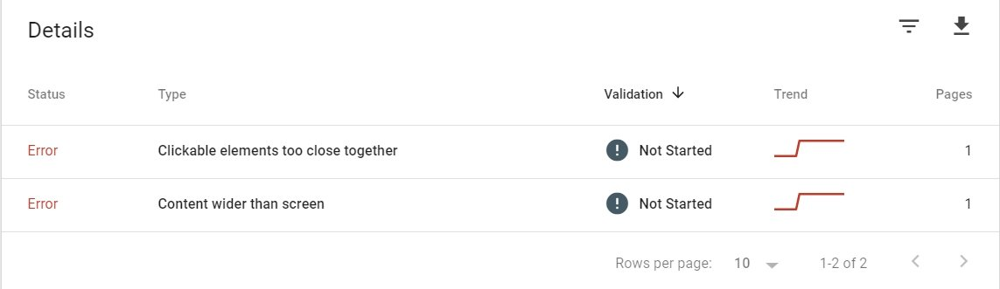 Details
Status Type Validation Trend Pages
Error Clickable elements too close together Not Started 1
Error Content wider than screen Not Started 1
Rows per page: 10 1-2 of 2